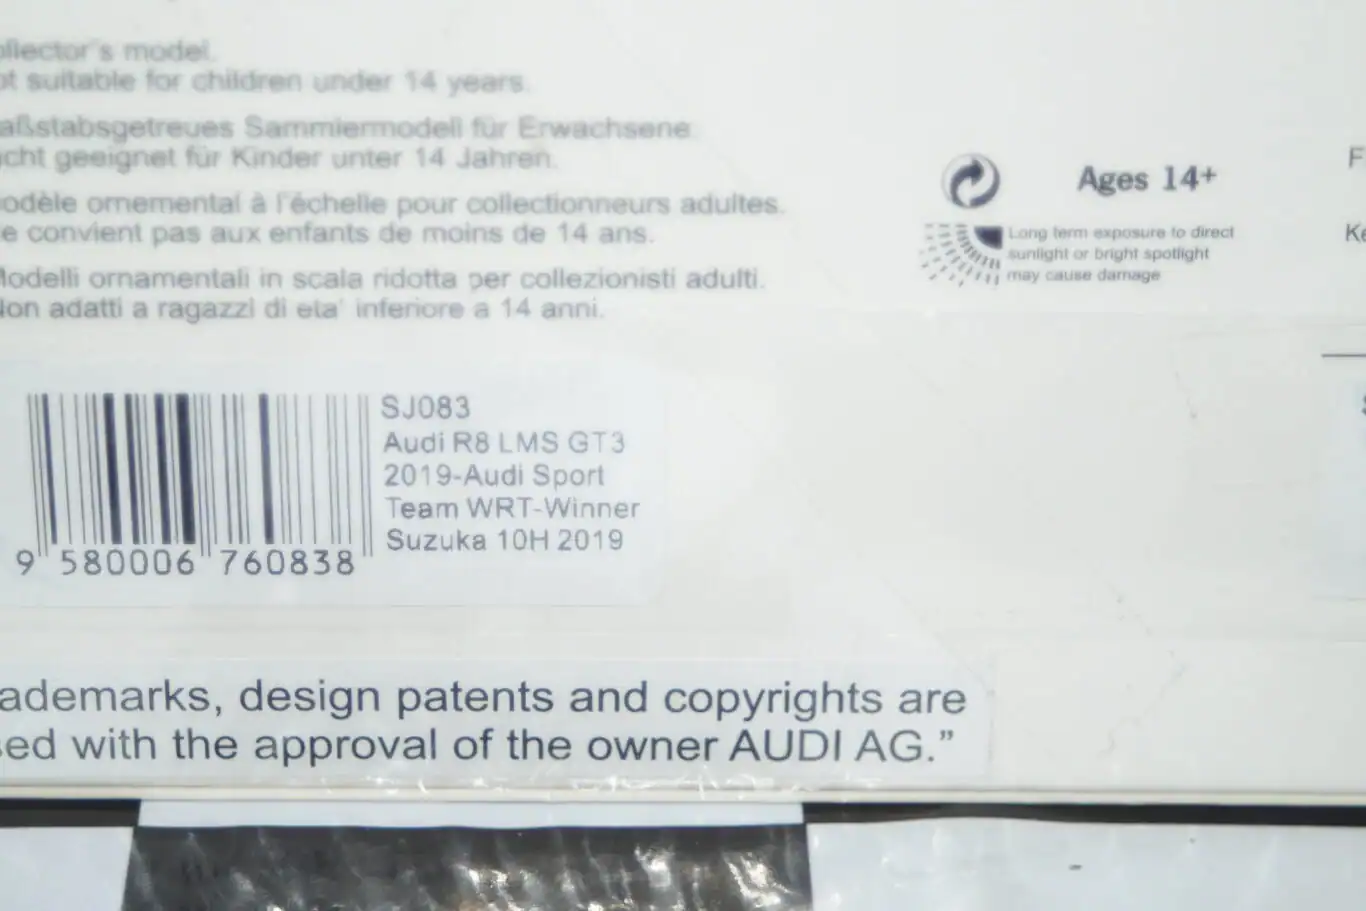 ollector's model.
ot suitable for children under 14 years.
aßstabsgetreues Sammlermodell für Erwachsene
icht geeignet für Kinder unter 14 Jahren.
odèle ornemental à l'échelle pour collectionneurs adultes.
e convient pas aux enfants de moins de 14 ans.
Modelli ornamentali in scala ridotta per collezionisti adulti.
Non adatti a ragazzi di eta' inferiore a 14 anni.
Ages 14+
Long term exposure to direct
sunlight or bright spotlight
may cause damage
F
Ke
SJ083
Audi R8 LMS GT3
2019-Audi Sport
Team WRT-Winner
Suzuka 10H 2019
9 580006 760838
ademarks, design patents and copyrights are
sed with the approval of the owner AUDI AG.”